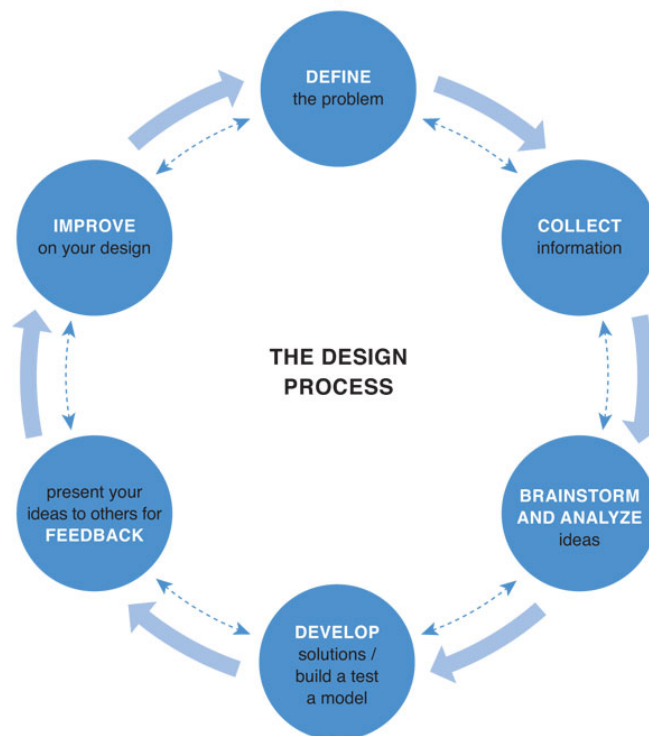 DEFINE
the problem
COLLECT
information
BRAINSTORM
AND ANALYZE
ideas
DEVELOP
solutions /
build a test
a model
present your
ideas to others for
FEEDBACK
IMPROVE
on your design
THE DESIGN
PROCESS